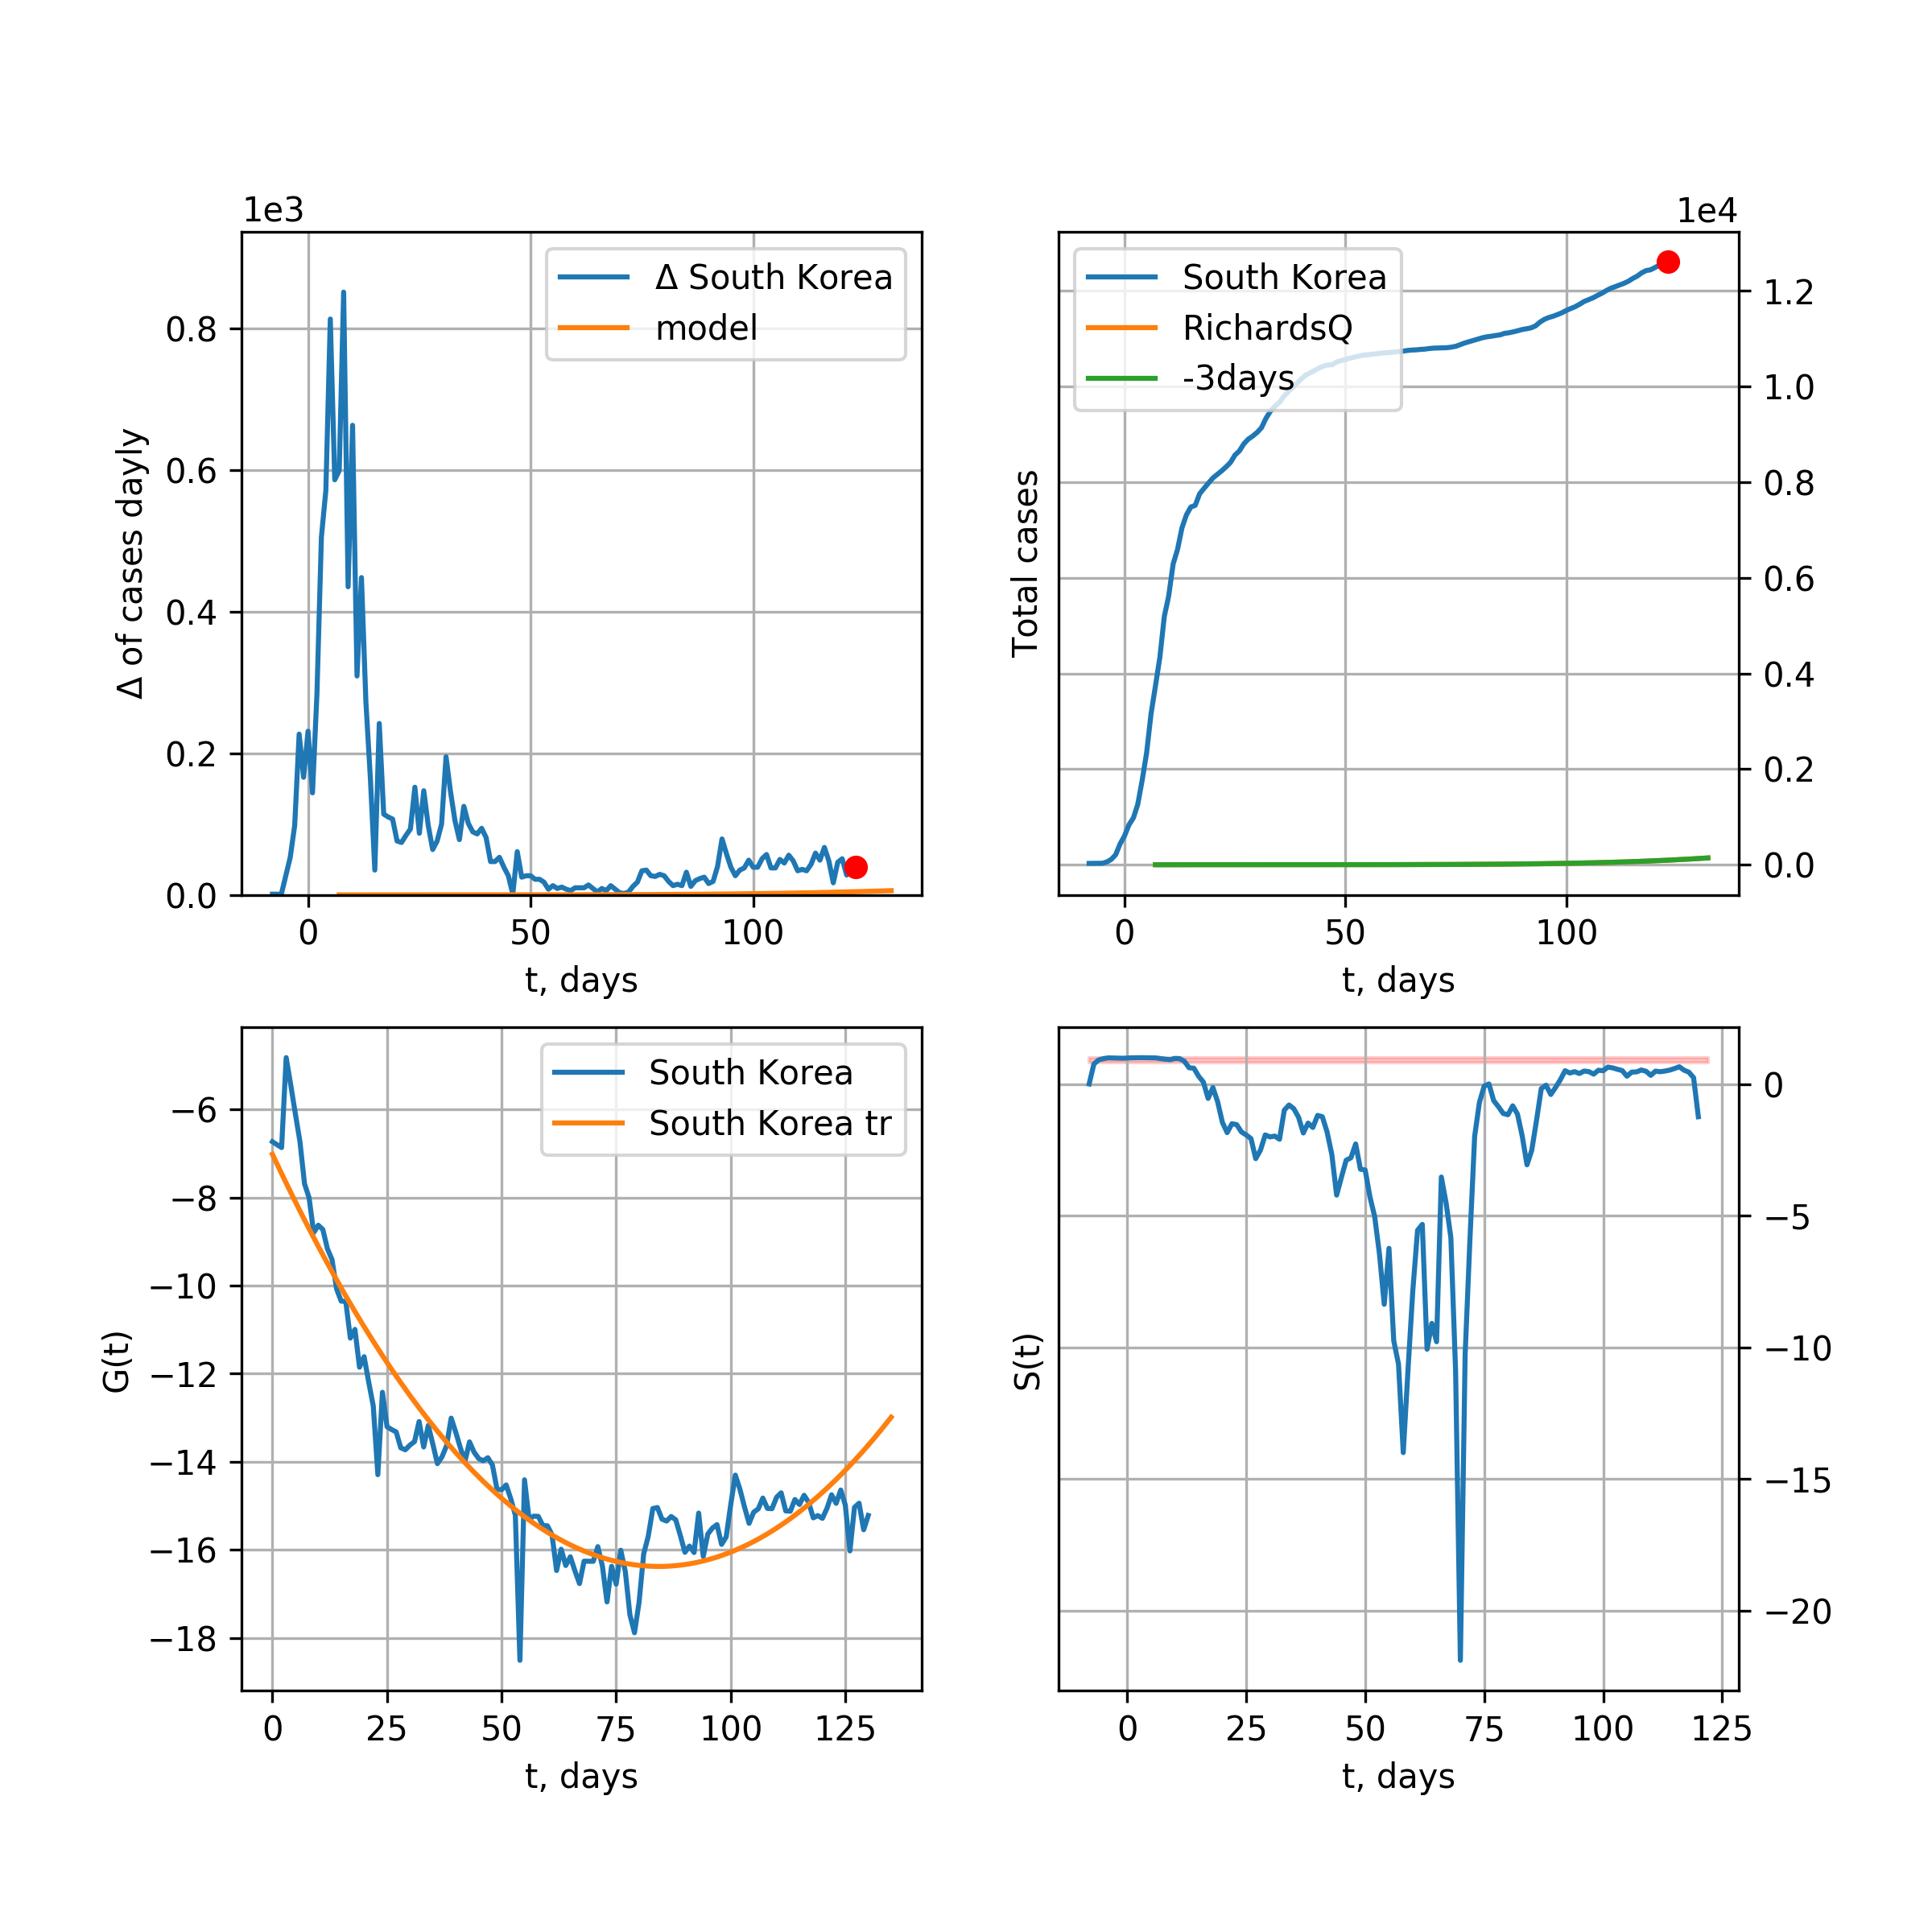 1e3
Δ South Korea
model
0.8
0.6
0.4
0.2
0.0
Δ of cases dayly
0 50 100
t, days
1e4
South Korea
RichardsQ
-3days
1.2
1.0
0.8
0.6
0.4
0.2
0.0
Total cases
0 50 100
t, days
South Korea
South Korea tr
−6
−8
−10
−12
−14
−16
−18
G(t)
0 25 50 75 100 125
t, days
0
−5
−10
−15
−20
S(t)
0 25 50 75 100 125
t, days